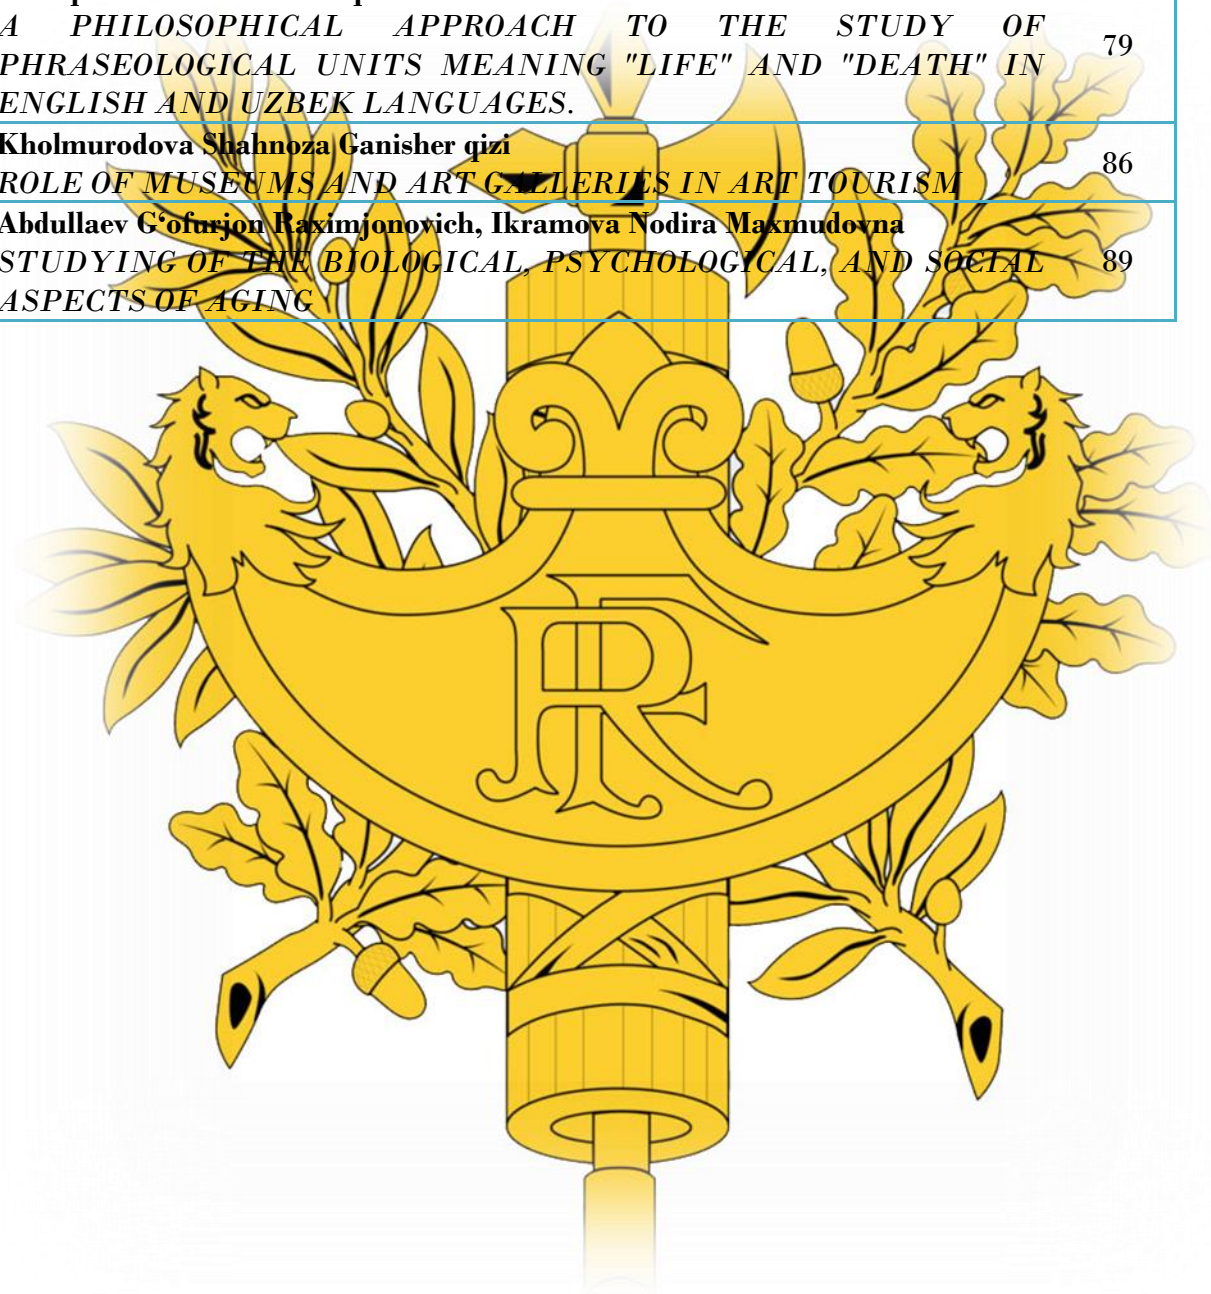 A PHILOSOPHICAL APPROACH TO THE STUDY OF
PHRASEOLOGICAL UNITS MEANING "LIFE" AND "DEATH" IN
ENGLISH AND UZBEK LANGUAGES.
79
Kholmurodova Shahnoza Ganisher qizi
ROLE OF MUSEUMS AND ART GALLERIES IN ART TOURISM
86
Abdullaev G‘ofurjon Raximjonovich, Ikramova Nodira Maxmudovna
STUDYING OF THE BIOLOGICAL, PSYCHOLOGICAL, AND SOCIAL
ASPECTS OF AGING
89
RF